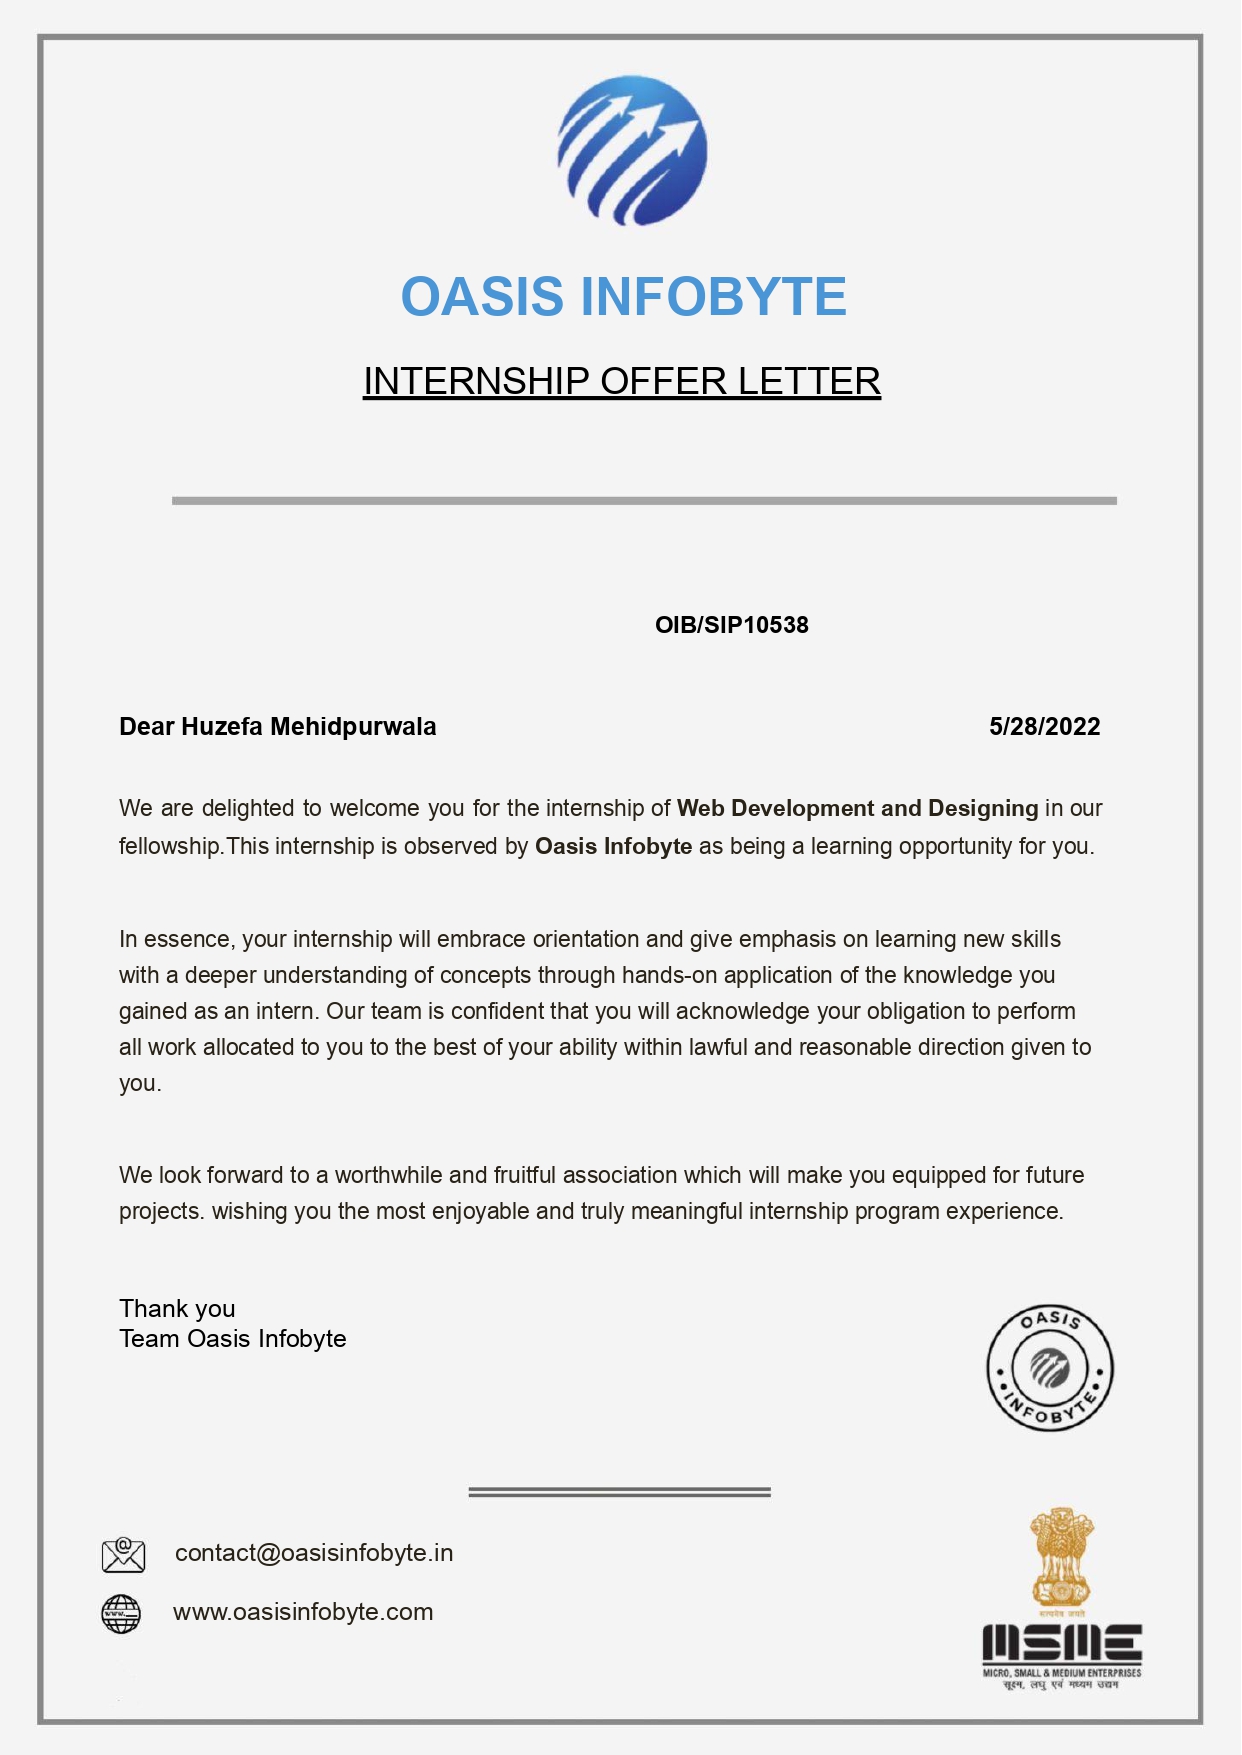 OASIS INFOBYTE
INTERNSHIP OFFER LETTER
OIB/SIP10538
Dear Huzefa Mehidpurwala 5/28/2022
We are delighted to welcome you for the internship of Web Development and Designing in our
fellowship.This internship is observed by Oasis Infobyte as being a learning opportunity for you.
In essence, your internship will embrace orientation and give emphasis on learning new skills
with a deeper understanding of concepts through hands-on application of the knowledge you
gained as an intern. Our team is confident that you will acknowledge your obligation to perform
all work allocated to you to the best of your ability within lawful and reasonable direction given to
you.
We look forward to a worthwhile and fruitful association which will make you equipped for future
projects. wishing you the most enjoyable and truly meaningful internship program experience.
Thank you
Team Oasis Infobyte
OASIS
INFOBYTE
contact@oasisinfobyte.in
www.
www.oasisinfobyte.com
सत्यमेव जयते
MSME
MICRO, SMALL & MEDIUM ENTERPRISES
सूक्ष्म, लघु एवं मध्यम उद्यम